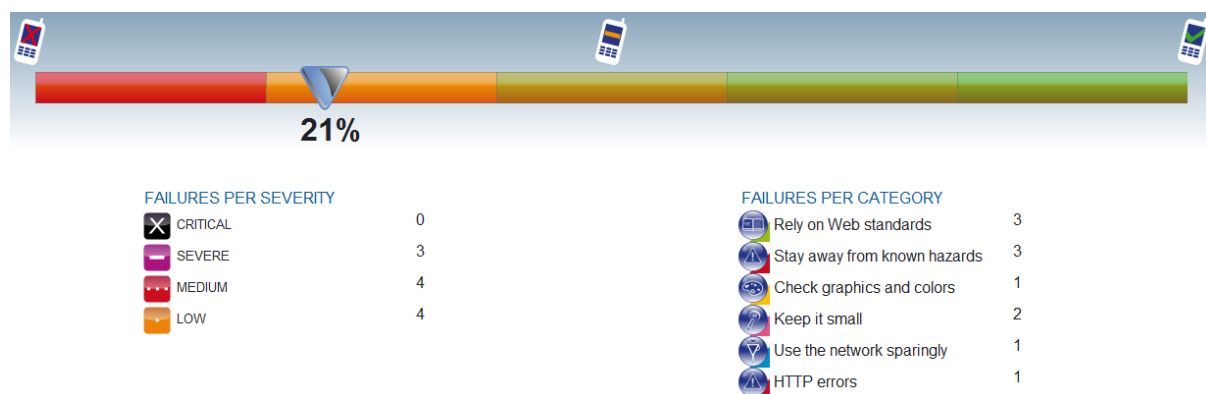 21%
FAILURES PER SEVERITY
CRITICAL 0
SEVERE 3
MEDIUM 4
LOW 4
FAILURES PER CATEGORY
Rely on Web standards 3
Stay away from known hazards 3
Check graphics and colors 1
Keep it small 2
Use the network sparingly 1
HTTP errors 1